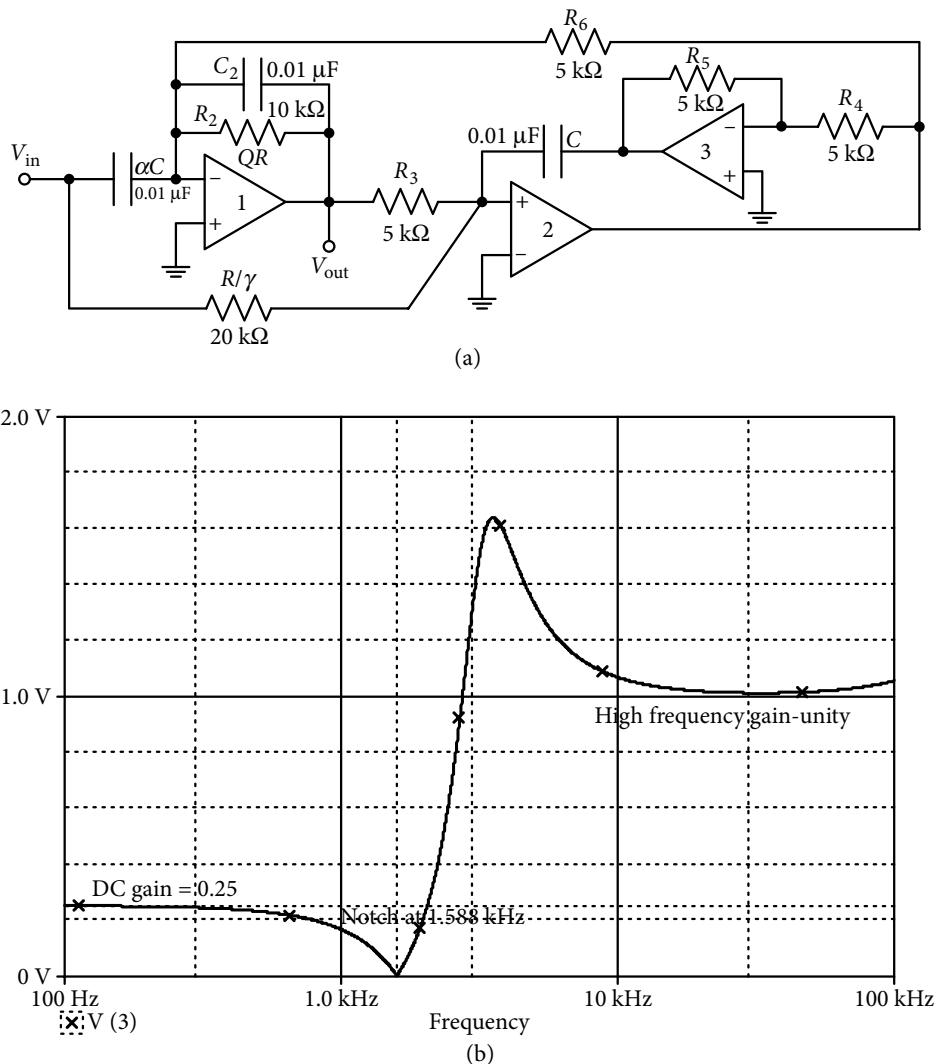 R6
5 kΩ
C2 0.01 μF
R2 10 kΩ
QR
R5
5 kΩ
R4
5 kΩ
0.01 μF C
3
−
+
Vin
αC
0.01 μF
−
+
1
R3
5 kΩ
+
−
2
Vout
R/γ
20 kΩ
(a)
2.0 V
1.0 V
High frequency gain-unity
DC gain = 0.25
Notch at 1.588 kHz
0 V
100 Hz 1.0 kHz 10 kHz 100 kHz
V (3) Frequency
(b)